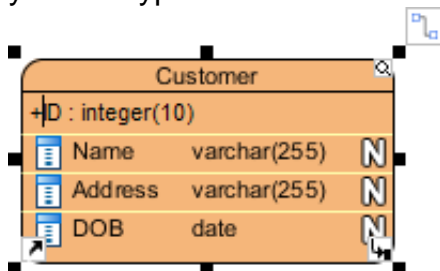 Customer
+ID : integer(10)
Name varchar(255) N
Address varchar(255) N
DOB date N